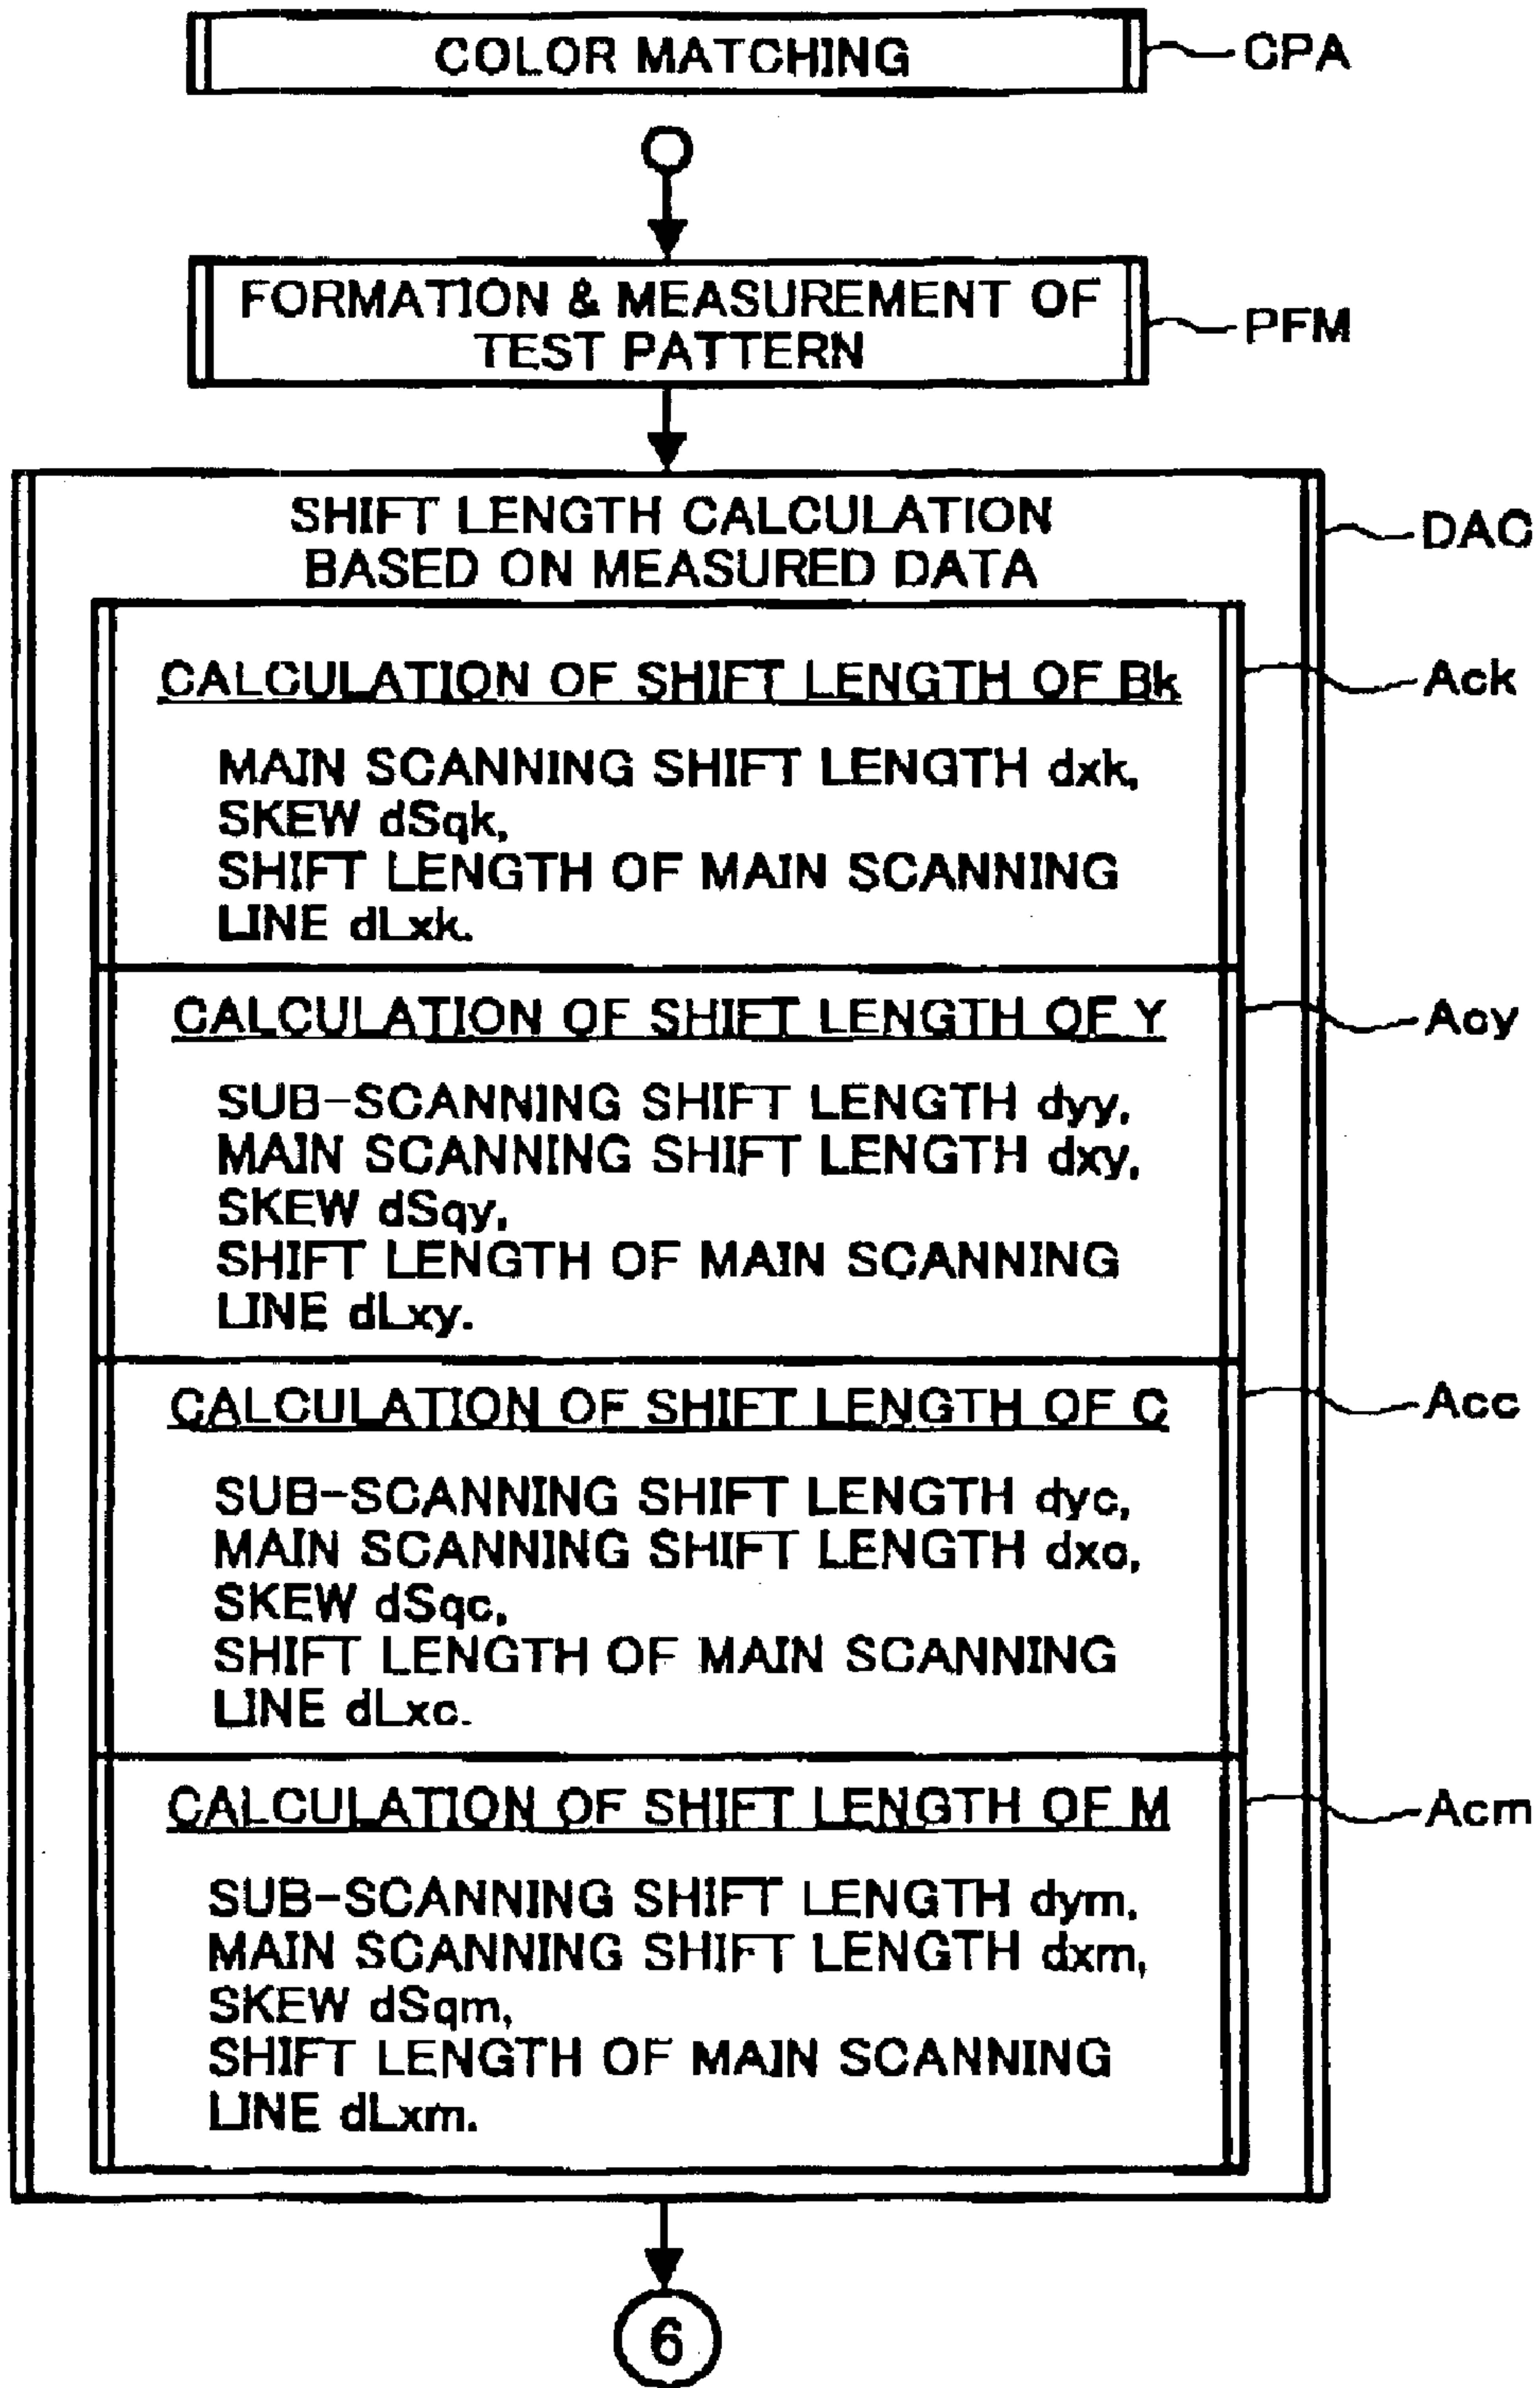 COLOR MATCHING
CPA
FORMATION & MEASUREMENT OF
TEST PATTERN
PFM
SHIFT LENGTH CALCULATION
BASED ON MEASURED DATA
DAC
CALCULATION OF SHIFT LENGTH OF Bk
Ack
MAIN SCANNING SHIFT LENGTH dxk,
SKEW dSqk,
SHIFT LENGTH OF MAIN SCANNING
LINE dLxk.
CALCULATION OF SHIFT LENGTH OF Y
Acy
SUB-SCANNING SHIFT LENGTH dyy,
MAIN SCANNING SHIFT LENGTH dxy,
SKEW dSqy,
SHIFT LENGTH OF MAIN SCANNING
LINE dLxy.
CALCULATION OF SHIFT LENGTH OF C
Acc
SUB-SCANNING SHIFT LENGTH dyc,
MAIN SCANNING SHIFT LENGTH dxc,
SKEW dSqc,
SHIFT LENGTH OF MAIN SCANNING
LINE dLxc.
CALCULATION OF SHIFT LENGTH OF M
Acm
SUB-SCANNING SHIFT LENGTH dym,
MAIN SCANNING SHIFT LENGTH dxm,
SKEW dSqm,
SHIFT LENGTH OF MAIN SCANNING
LINE dLxm.
6